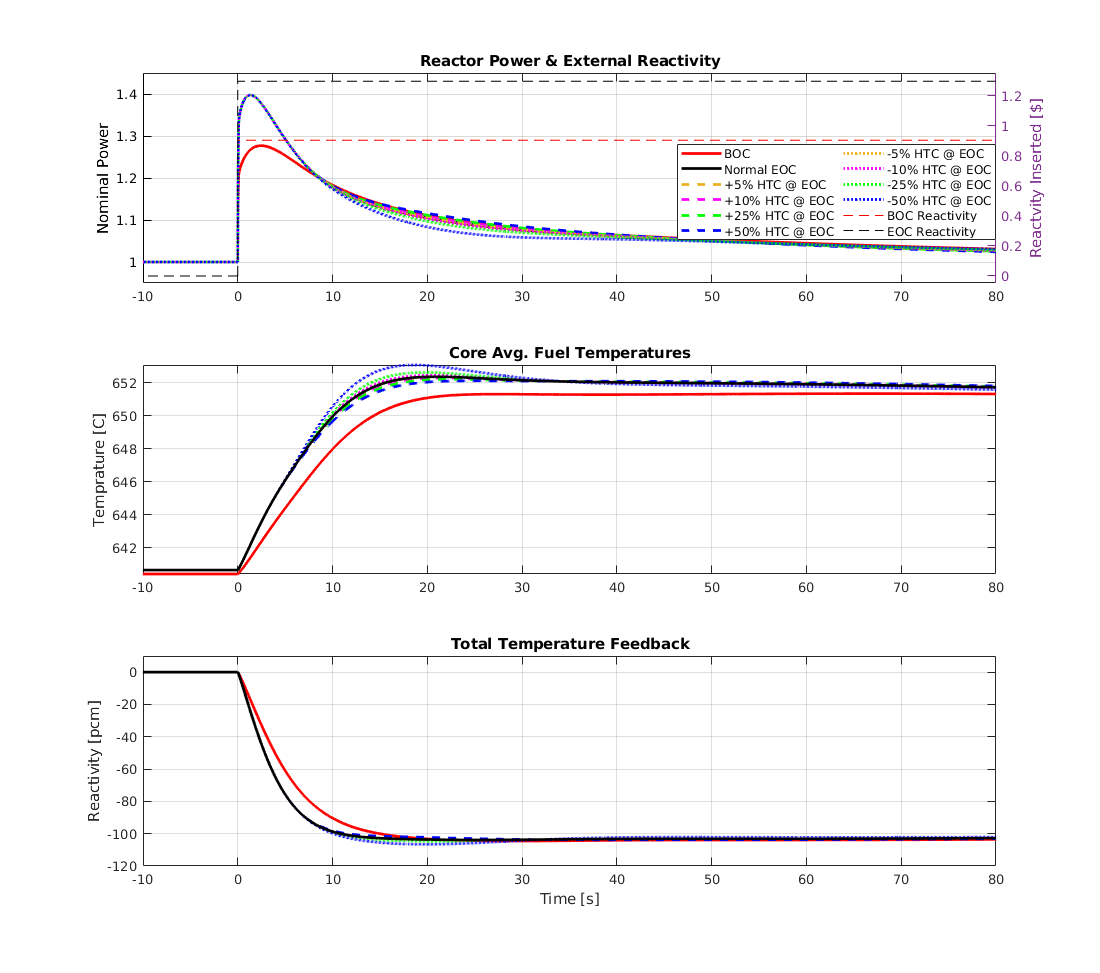 Reactor Power & External Reactivity
Nominal Power
1.4
1.3
1.2
1.1
1
1.2
1
0.8
0.6
0.4
0.2
0
Reactvity Inserted [$]
BOC
Normal EOC
+5% HTC @ EOC
+10% HTC @ EOC
+25% HTC @ EOC
+50% HTC @ EOC
-5% HTC @ EOC
-10% HTC @ EOC
-25% HTC @ EOC
-50% HTC @ EOC
BOC Reactivity
EOC Reactivity
-10 0 10 20 30 40 50 60 70 80
Core Avg. Fuel Temperatures
Temprature [C]
652
650
648
646
644
642
-10 0 10 20 30 40 50 60 70 80
Total Temperature Feedback
Reactivity [pcm]
0
-20
-40
-60
-80
-100
-120
-10 0 10 20 30 40 50 60 70 80
Time [s]